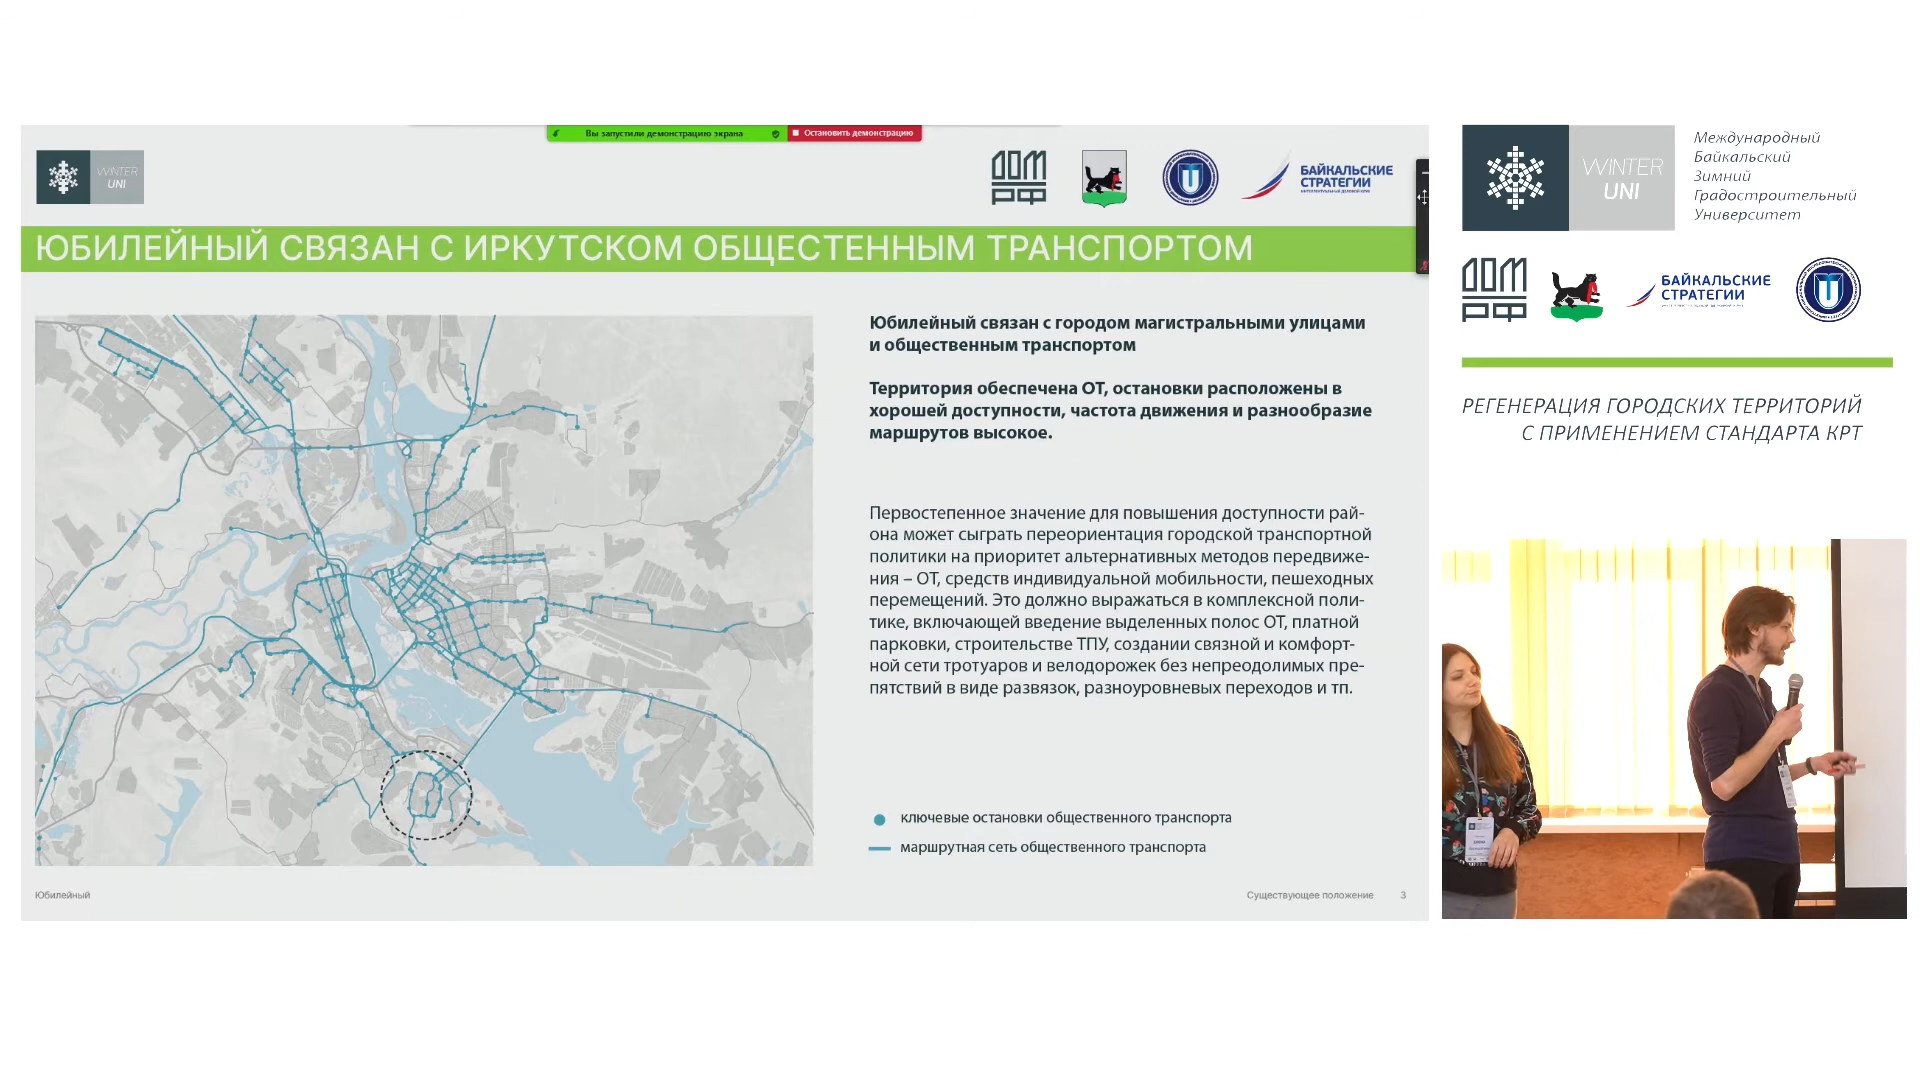 Вы запустили демонстрацию экрана
Остановить демонстрацию
WINTER
UNI
ДОМ
РФ
БАЙКАЛЬСКИЕ
СТРАТЕГИИ
ЮБИЛЕЙНЫЙ СВЯЗАН С ИРКУТСКОМ ОБЩЕСТЕННЫМ ТРАНСПОРТОМ
Юбилейный связан с городом магистральными улицами
и общественным транспортом
Территория обеспечена ОТ, остановки расположены в
хорошей доступности, частота движения и разнообразие
маршрутов высокое.
Первостепенное значение для повышения доступности рай-
она может сыграть переориентация городской транспортной
политики на приоритет альтернативных методов передвиже-
ния – ОТ, средств индивидуальной мобильности, пешеходных
перемещений. Это должно выражаться в комплексной поли-
тике, включающей введение выделенных полос ОТ, платной
парковки, строительстве ТПУ, создании связной и комфорт-
ной сети тротуаров и велодорожек без непреодолимых пре-
пятствий в виде развязок, разноуровневых переходов и тп.
ключевые остановки общественного транспорта
маршрутная сеть общественного транспорта
Юбилейный
Существующее положение 3
WINTER
UNI
Международный
Байкальский
Зимний
Градостроительный
Университет
ДОМ
РФ
БАЙКАЛЬСКИЕ
СТРАТЕГИИ
РЕГЕНЕРАЦИЯ ГОРОДСКИХ ТЕРРИТОРИЙ
С ПРИМЕНЕНИЕМ СТАНДАРТА КРТ